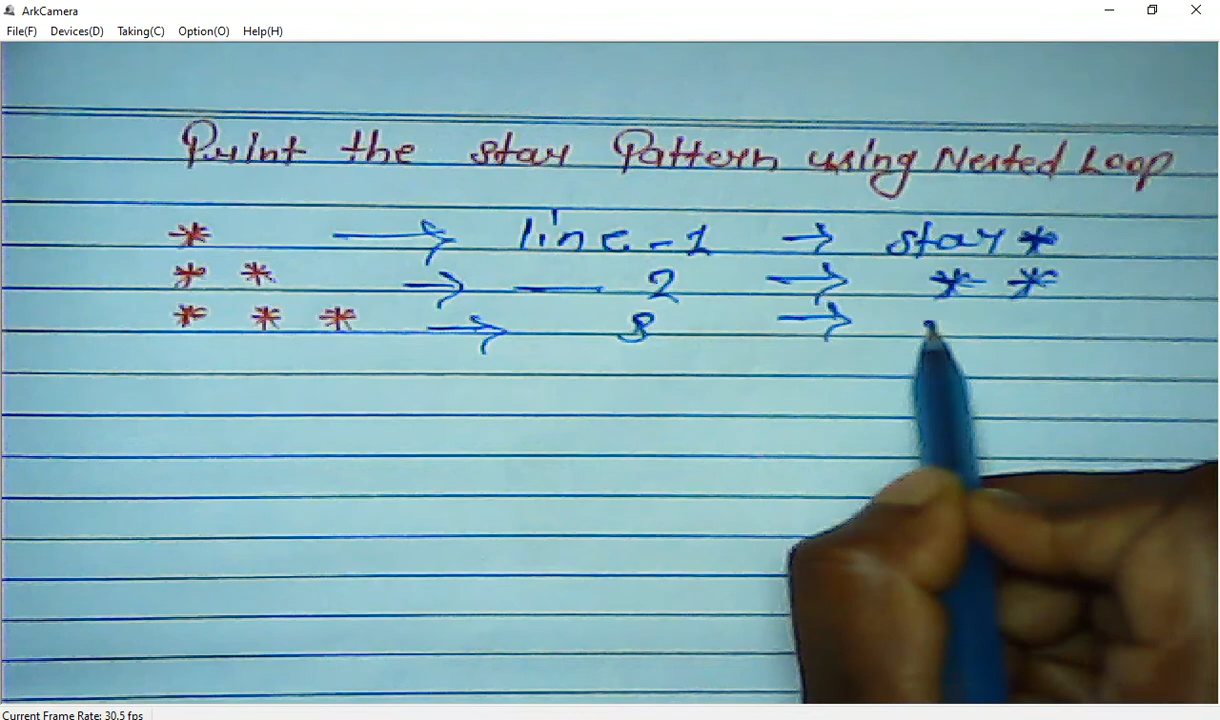 ArkCamera
File(F) Devices(D) Taking(C) Option(O) Help(H)
Print the star Pattern using Nested Loop
* → line-1 → star *
* * → — 2 → * *
* * * → 3 →
Current Frame Rate: 30.5 fps